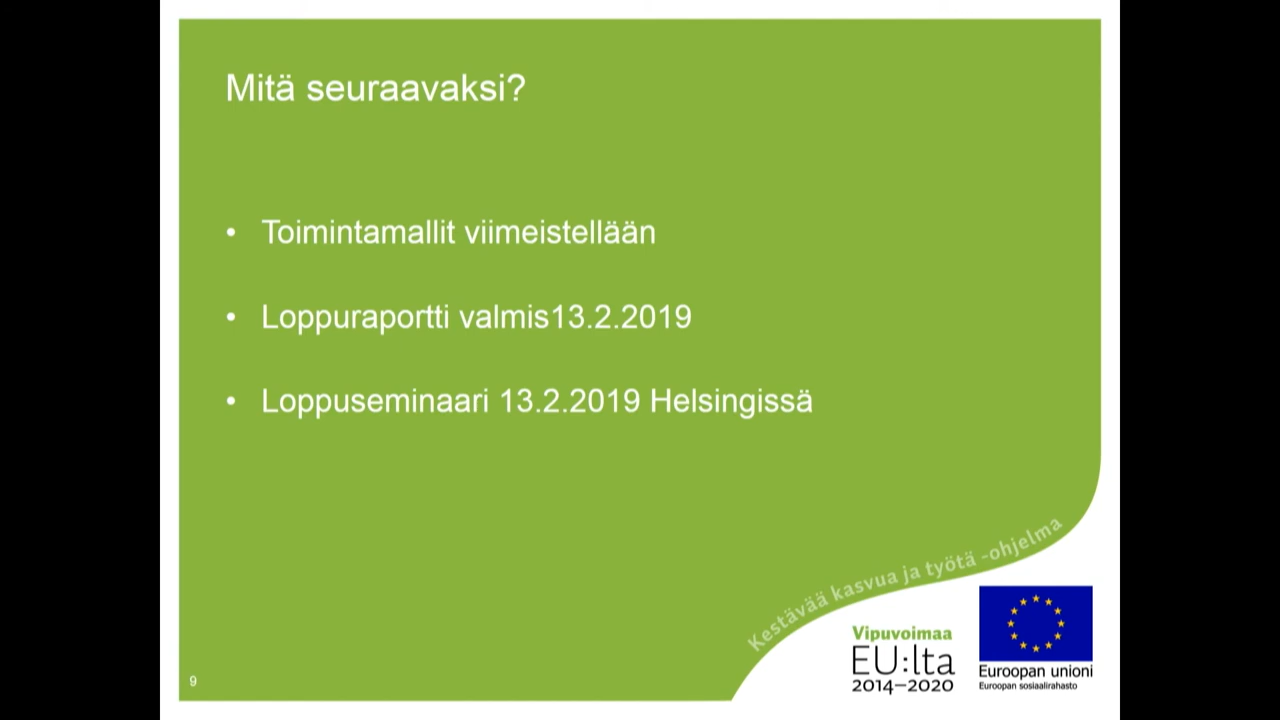 Mitä seuraavaksi?
• Toimintamallit viimeistellään
• Loppuraportti valmis13.2.2019
• Loppuseminaari 13.2.2019 Helsingissä
Kestävää kasvua ja työtä -ohjelma
Vipuvoimaa
EU:lta
2014–2020
Euroopan unioni
Euroopan sosiaalirahasto
9